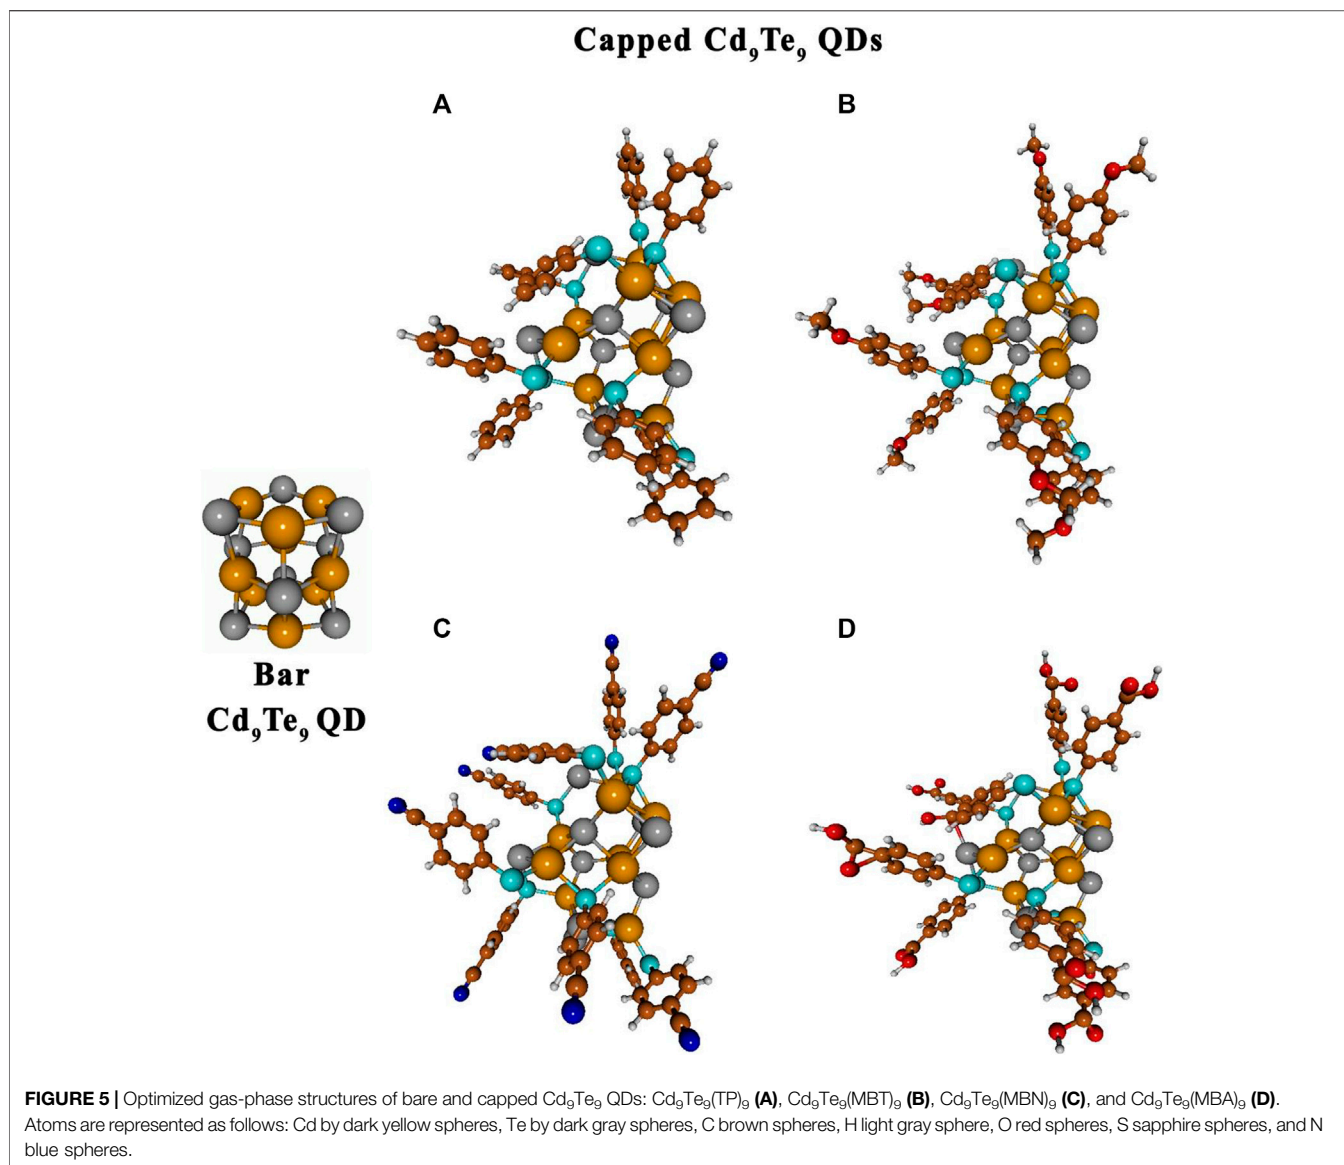 Capped Cd₉Te₉ QDs
A
B
C
D
Bar
Cd₉Te₉ QD
FIGURE 5 | Optimized gas-phase structures of bare and capped Cd₉Te₉ QDs: Cd₉Te₉(TP)₉ (A), Cd₉Te₉(MBT)₉ (B), Cd₉Te₉(MBN)₉ (C), and Cd₉Te₉(MBA)₉ (D).
Atoms are represented as follows: Cd by dark yellow spheres, Te by dark gray spheres, C brown spheres, H light gray sphere, O red spheres, S sapphire spheres, and N
blue spheres.